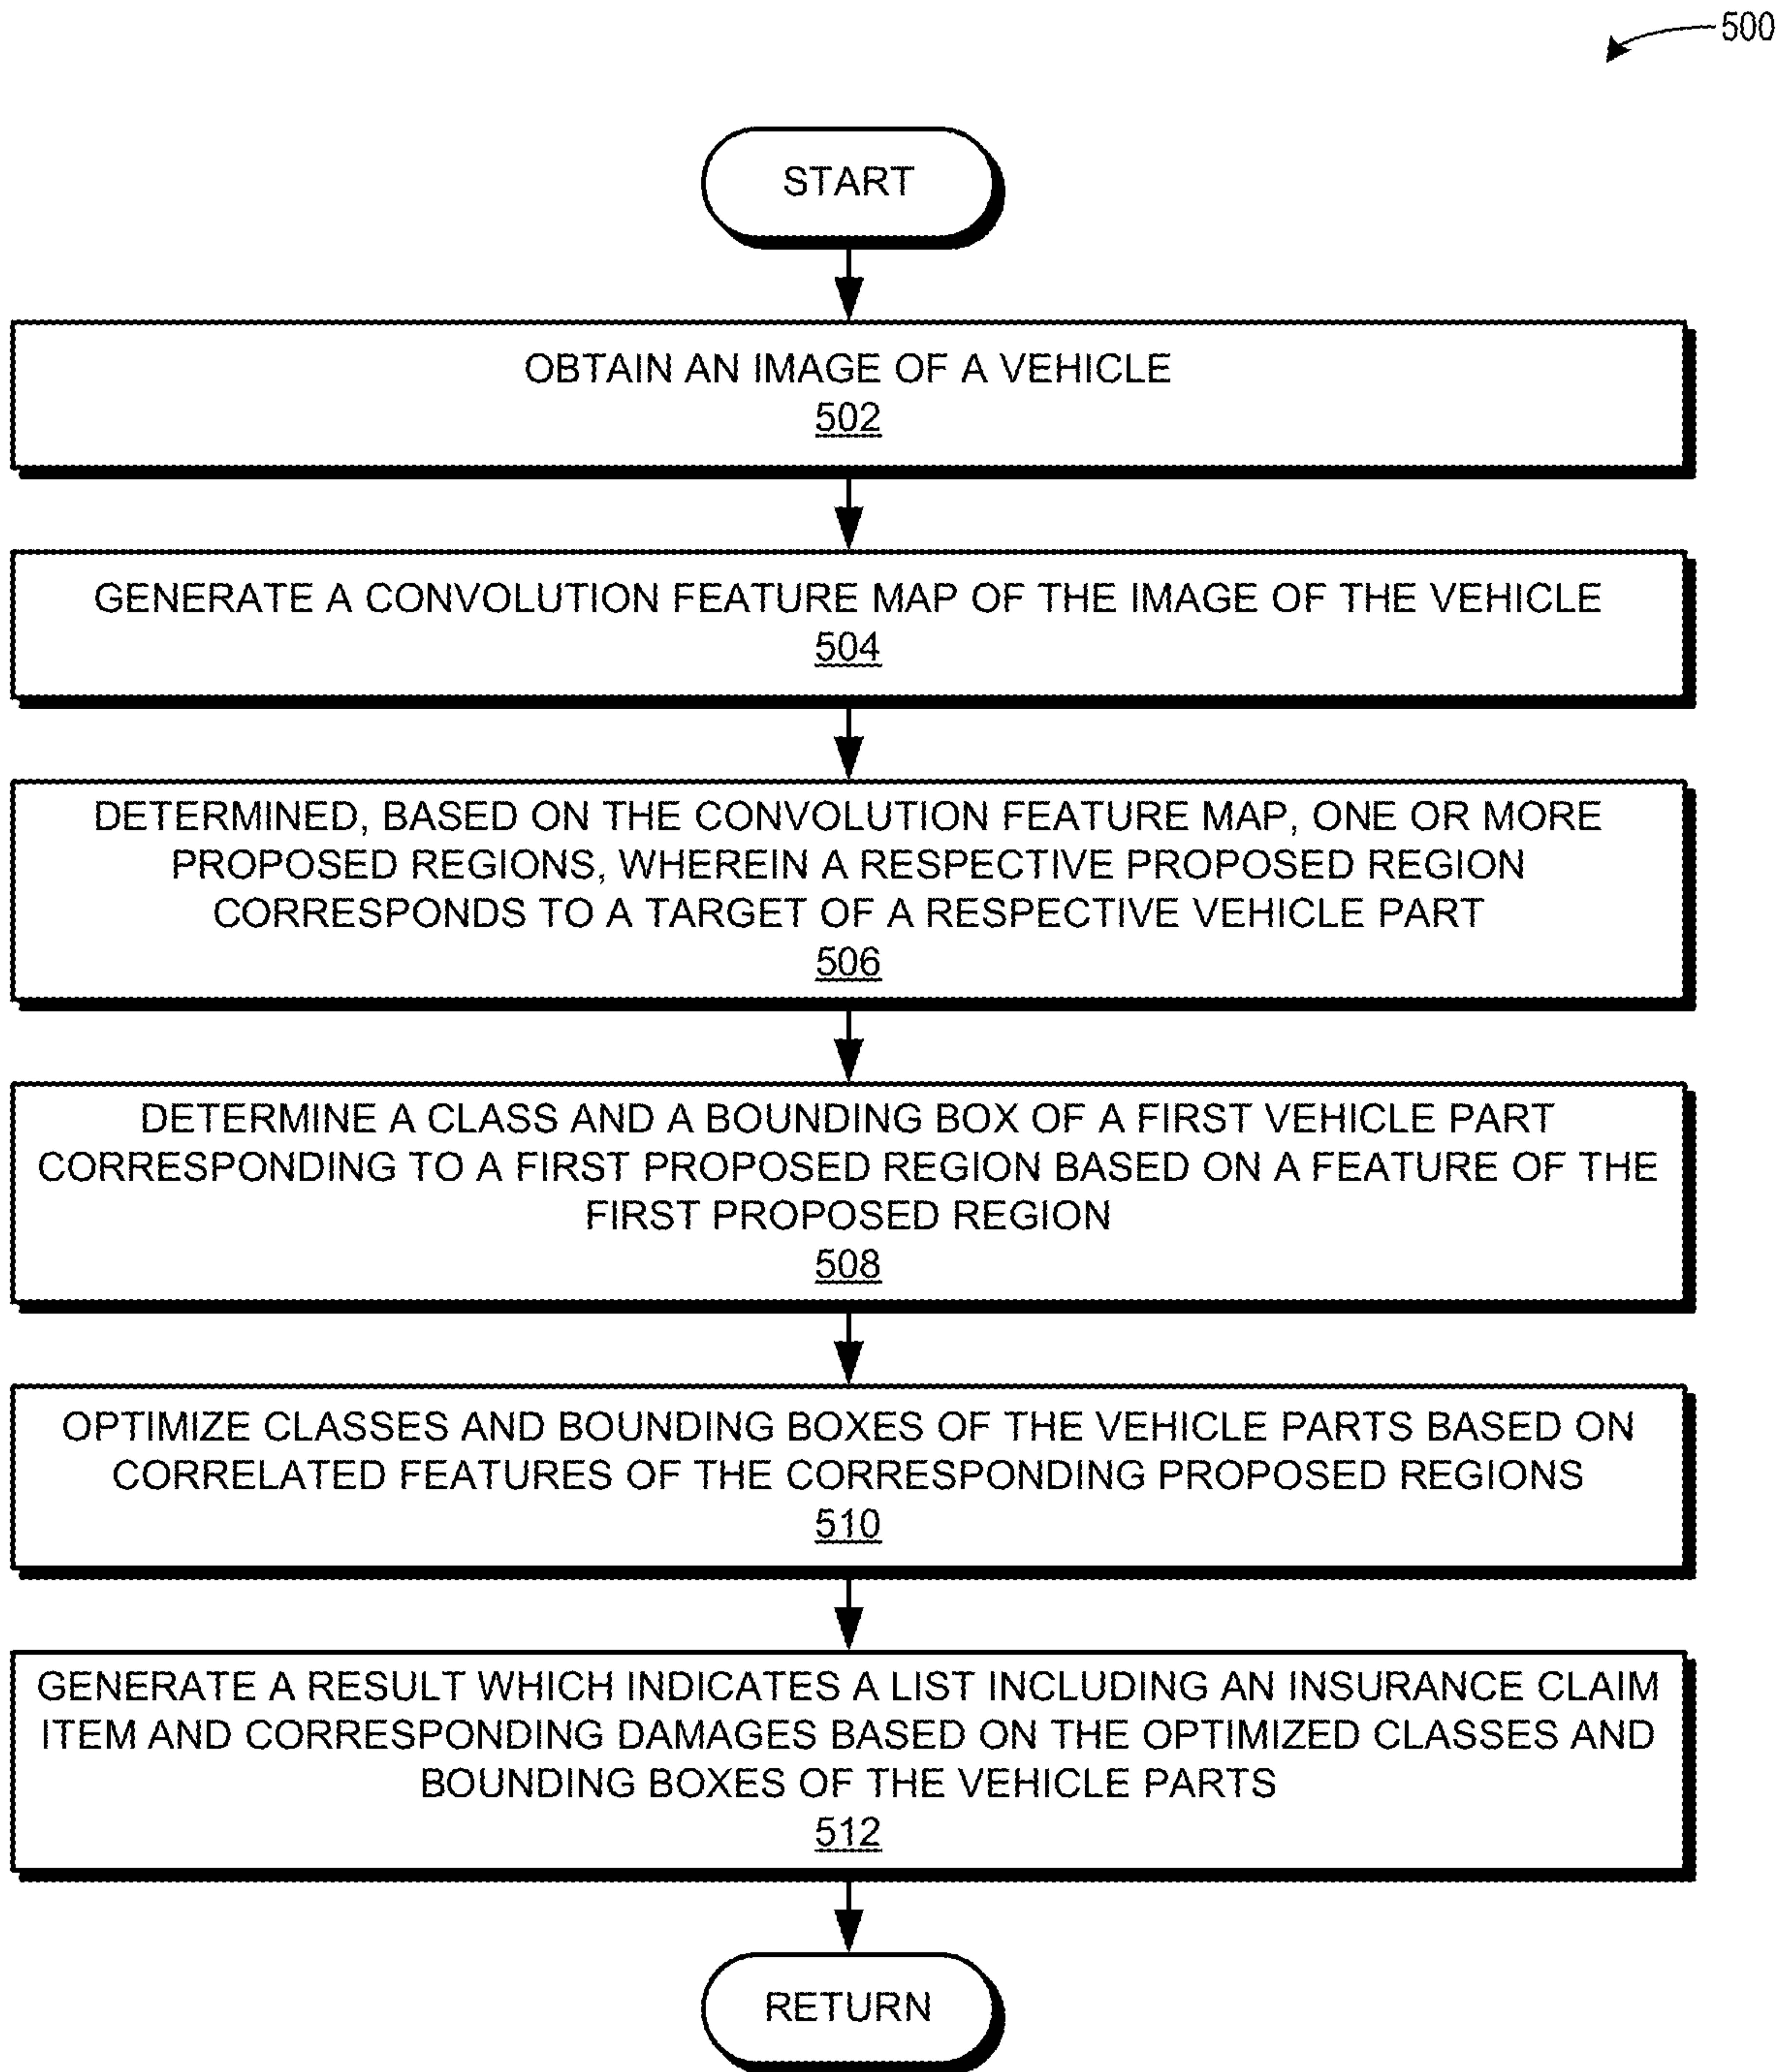 500
START
OBTAIN AN IMAGE OF A VEHICLE
502
GENERATE A CONVOLUTION FEATURE MAP OF THE IMAGE OF THE VEHICLE
504
DETERMINED, BASED ON THE CONVOLUTION FEATURE MAP, ONE OR MORE
PROPOSED REGIONS, WHEREIN A RESPECTIVE PROPOSED REGION
CORRESPONDS TO A TARGET OF A RESPECTIVE VEHICLE PART
506
DETERMINE A CLASS AND A BOUNDING BOX OF A FIRST VEHICLE PART
CORRESPONDING TO A FIRST PROPOSED REGION BASED ON A FEATURE OF THE
FIRST PROPOSED REGION
508
OPTIMIZE CLASSES AND BOUNDING BOXES OF THE VEHICLE PARTS BASED ON
CORRELATED FEATURES OF THE CORRESPONDING PROPOSED REGIONS
510
GENERATE A RESULT WHICH INDICATES A LIST INCLUDING AN INSURANCE CLAIM
ITEM AND CORRESPONDING DAMAGES BASED ON THE OPTIMIZED CLASSES AND
BOUNDING BOXES OF THE VEHICLE PARTS
512
RETURN